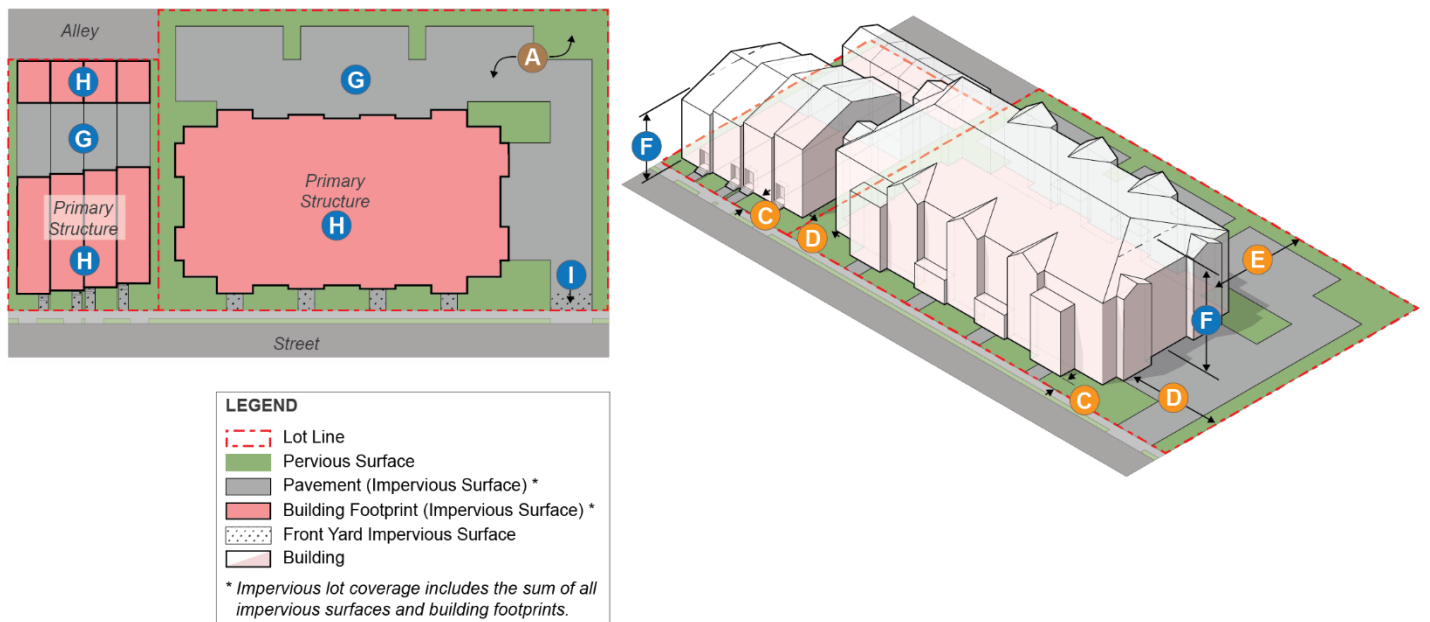 Alley
H
G
A
G
Primary
Structure
H
Primary
Structure
H
I
Street
F
C
D
E
F
C
D
LEGEND
Lot Line
Pervious Surface
Pavement (Impervious Surface) *
Building Footprint (Impervious Surface) *
Front Yard Impervious Surface
Building
* Impervious lot coverage includes the sum of all
impervious surfaces and building footprints.